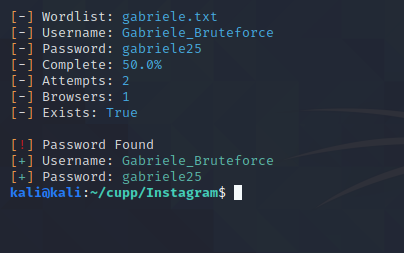 [-] Wordlist: gabriele.txt
[-] Username: Gabriele_Bruteforce
[-] Password: gabriele25
[-] Complete: 50.0%
[-] Attempts: 2
[-] Browsers: 1
[-] Exists: True
[!] Password Found
[+] Username: Gabriele_Bruteforce
[+] Password: gabriele25
kali@kali:~/cupp/Instagram$